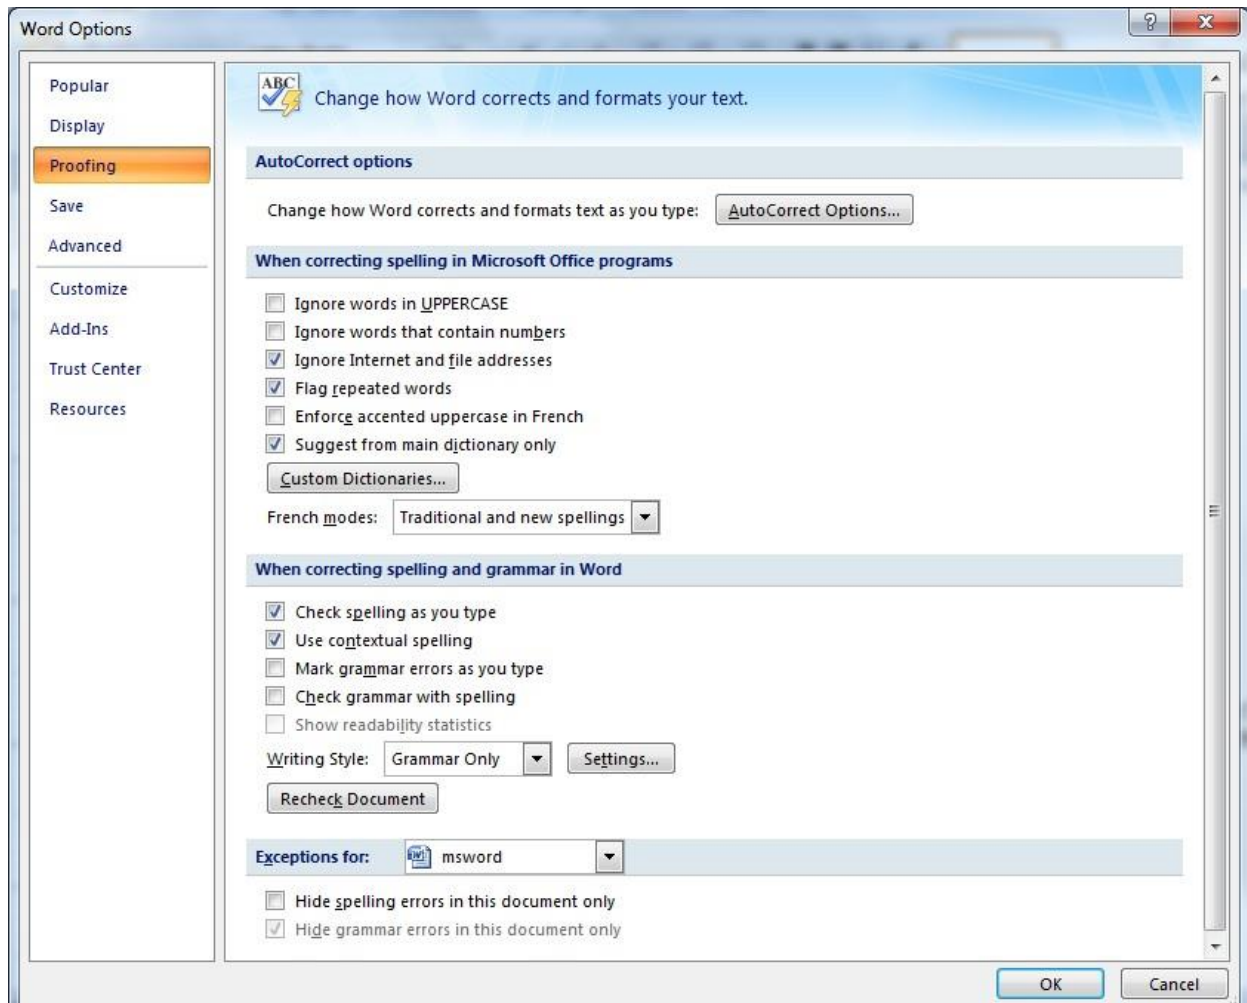 Word Options
Popular
Display
Proofing
Save
Advanced
Customize
Add-Ins
Trust Center
Resources
ABC
Change how Word corrects and formats your text.
AutoCorrect options
Change how Word corrects and formats text as you type: AutoCorrect Options...
When correcting spelling in Microsoft Office programs
Ignore words in UPPERCASE
Ignore words that contain numbers
Ignore Internet and file addresses
Flag repeated words
Enforce accented uppercase in French
Suggest from main dictionary only
Custom Dictionaries...
French modes: Traditional and new spellings
When correcting spelling and grammar in Word
Check spelling as you type
Use contextual spelling
Mark grammar errors as you type
Check grammar with spelling
Show readability statistics
Writing Style: Grammar Only Settings...
Recheck Document
Exceptions for: msword
Hide spelling errors in this document only
Hide grammar errors in this document only
OK Cancel